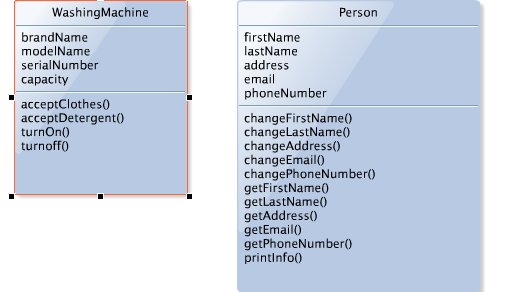 WashingMachine
brandName
modelName
serialNumber
capacity
acceptClothes()
acceptDetergent()
turnOn()
turnoff()
Person
firstName
lastName
address
email
phoneNumber
changeFirstName()
changeLastName()
changeAddress()
changeEmail()
changePhoneNumber()
getFirstName()
getLastName()
getAddress()
getEmail()
getPhoneNumber()
printInfo()